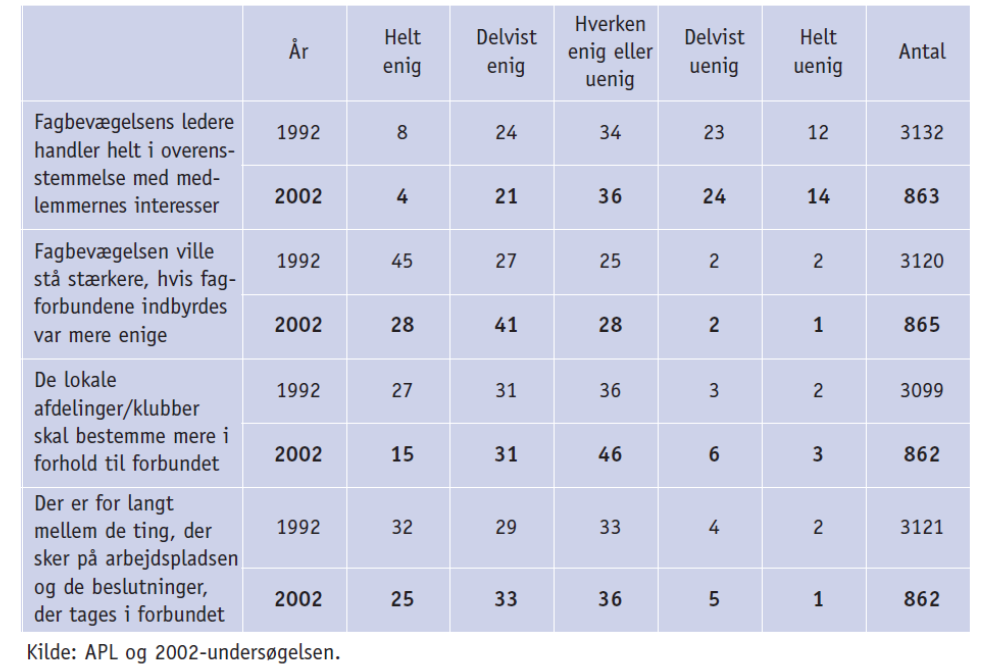 År Helt enig Delvist enig Hverken enig eller uenig Delvist uenig Helt uenig Antal
Fagbevægelsens ledere
handler helt i overens-
stemmelse med med-
lemmernes interesser
1992 8 24 34 23 12 3132
2002 4 21 36 24 14 863
Fagbevægelsen ville
stå stærkere, hvis fag-
forbundene indbyrdes
var mere enige
1992 45 27 25 2 2 3120
2002 28 41 28 2 1 865
De lokale
afdelinger/klubber
skal bestemme mere i
forhold til forbundet
1992 27 31 36 3 2 3099
2002 15 31 46 6 3 862
Der er for langt
mellem de ting, der
sker på arbejdspladsen
og de beslutninger,
der tages i forbundet
1992 32 29 33 4 2 3121
2002 25 33 36 5 1 862
Kilde: APL og 2002-undersøgelsen.